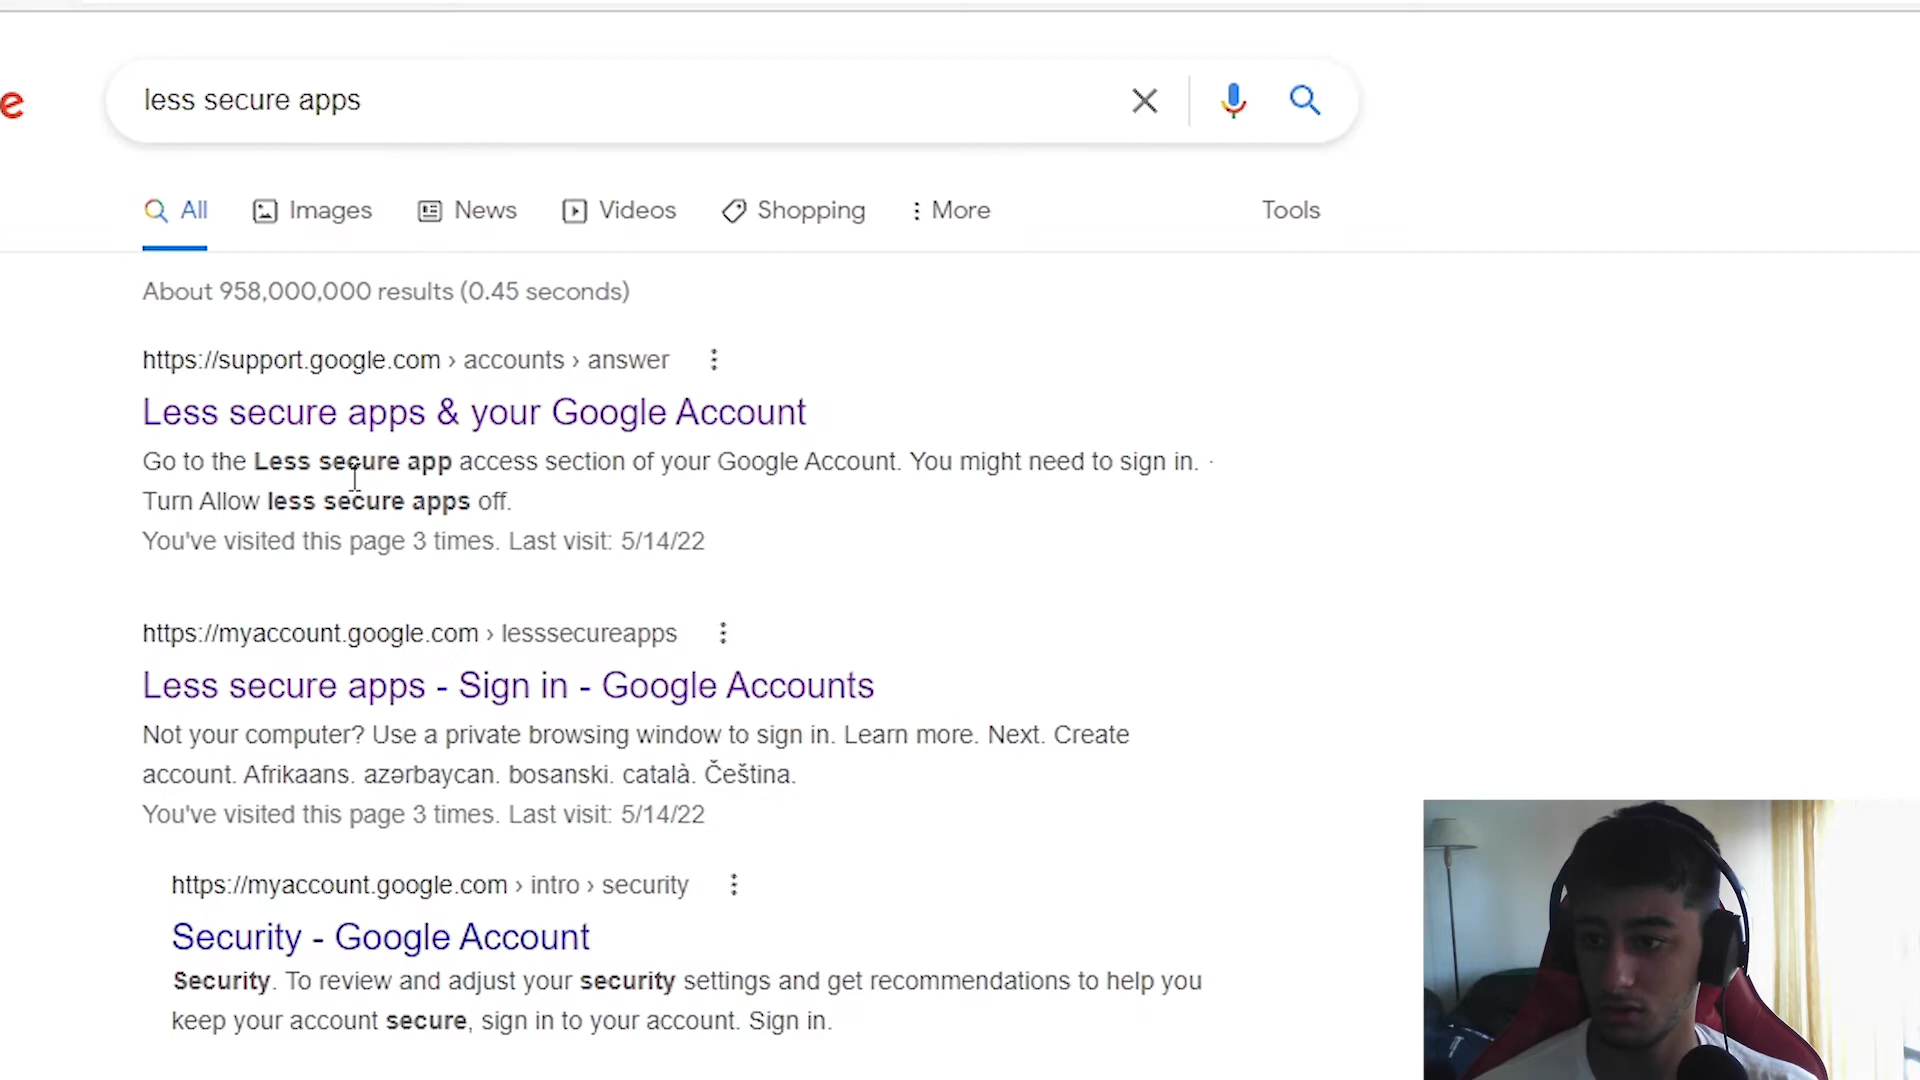 e
less secure apps
All Images News Videos Shopping More Tools
About 958,000,000 results (0.45 seconds)
https://support.google.com › accounts › answer
Less secure apps & your Google Account
Go to the Less secure app access section of your Google Account. You might need to sign in. ·
Turn Allow less secure apps off.
You've visited this page 3 times. Last visit: 5/14/22
https://myaccount.google.com › lesssecureapps
Less secure apps - Sign in - Google Accounts
Not your computer? Use a private browsing window to sign in. Learn more. Next. Create
account. Afrikaans. azərbaycan. bosanski. català. Čeština.
You've visited this page 3 times. Last visit: 5/14/22
https://myaccount.google.com › intro › security
Security - Google Account
Security. To review and adjust your security settings and get recommendations to help you
keep your account secure, sign in to your account. Sign in.